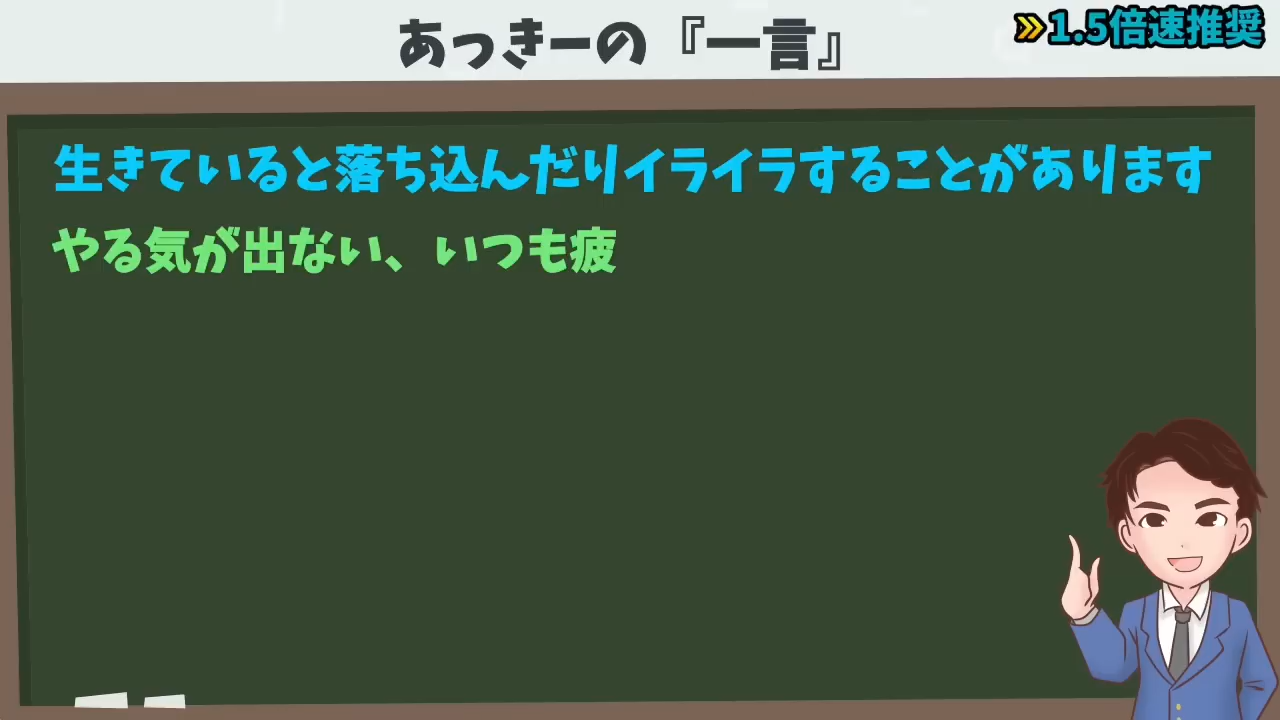 あっきーの『一言』
1.5倍速推奨
生きていると落ち込んだりイライラすることがあります
やる気が出ない、いつも疲